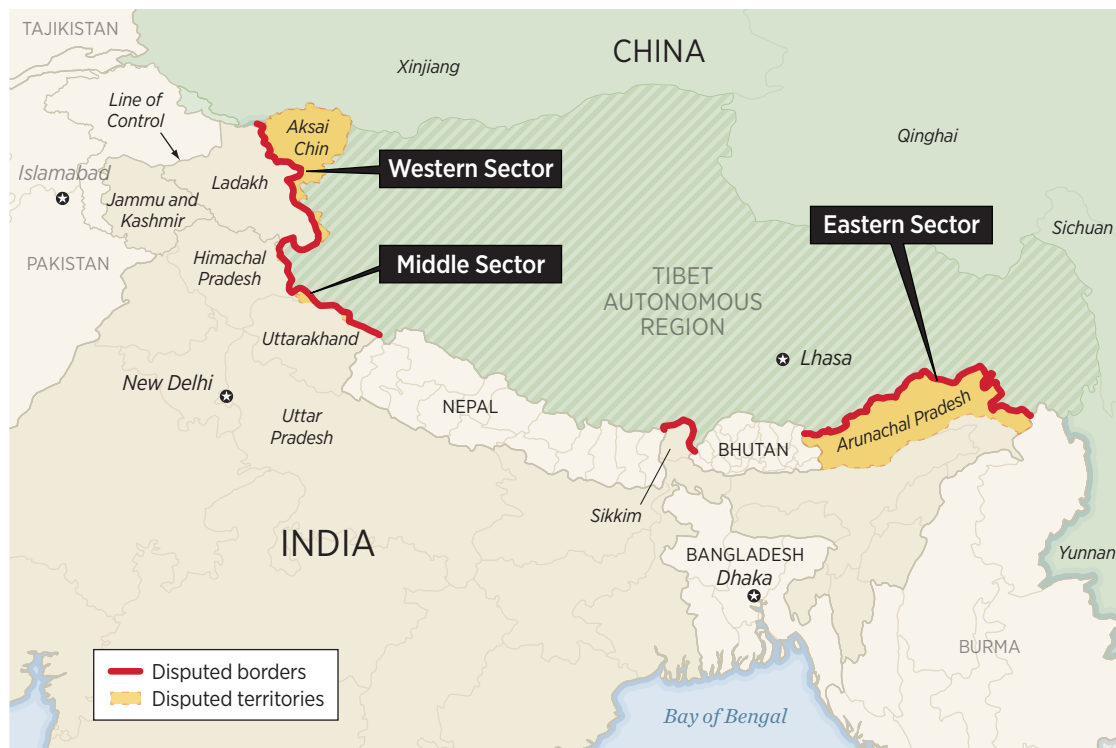 TAJIKISTAN
CHINA
Xinjiang
Line of
Control
Aksai
Chin
Qinghai
Western Sector
Islamabad
Ladakh
Jammu and
Kashmir
Eastern Sector
Sichuan
Himachal
Pradesh
PAKISTAN
Middle Sector
TIBET
AUTONOMOUS
REGION
Uttarakhand
Lhasa
New Delhi
NEPAL
Uttar
Pradesh
Arunachal Pradesh
BHUTAN
Sikkim
INDIA
BANGLADESH
Dhaka
Yunnan
BURMA
Disputed borders
Disputed territories
Bay of Bengal